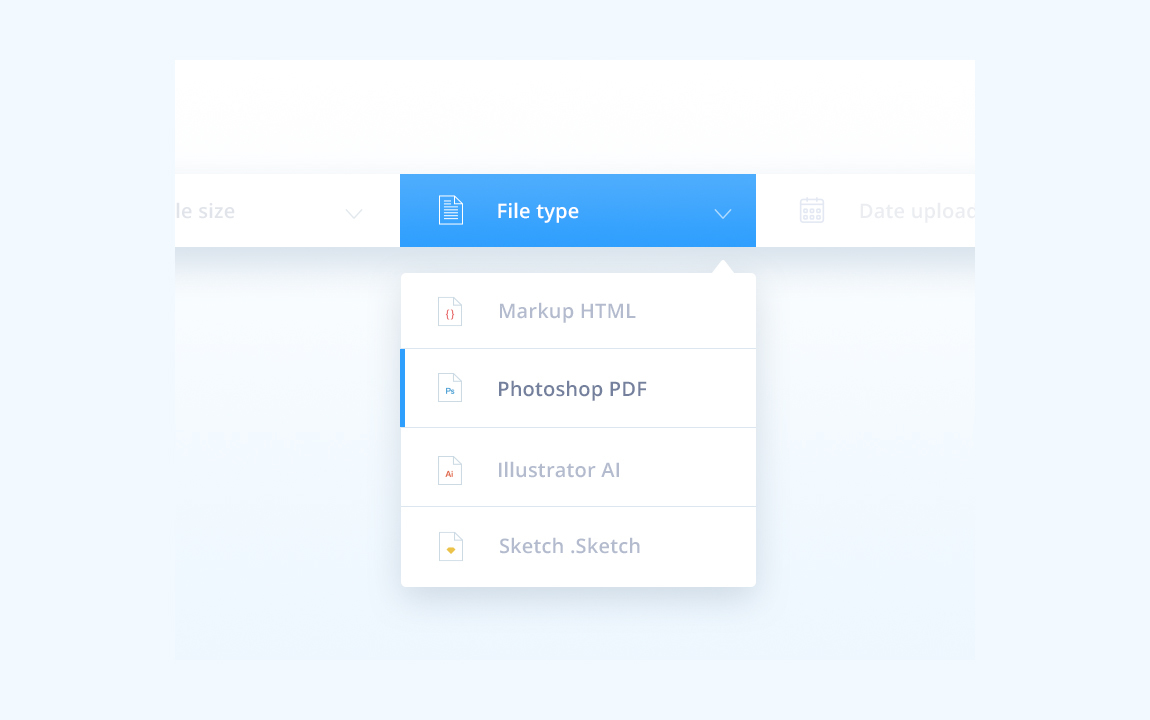 le size
File type
Date uploac
{ }
Markup HTML
Ps
Photoshop PDF
Ai
Illustrator AI
Sketch .Sketch